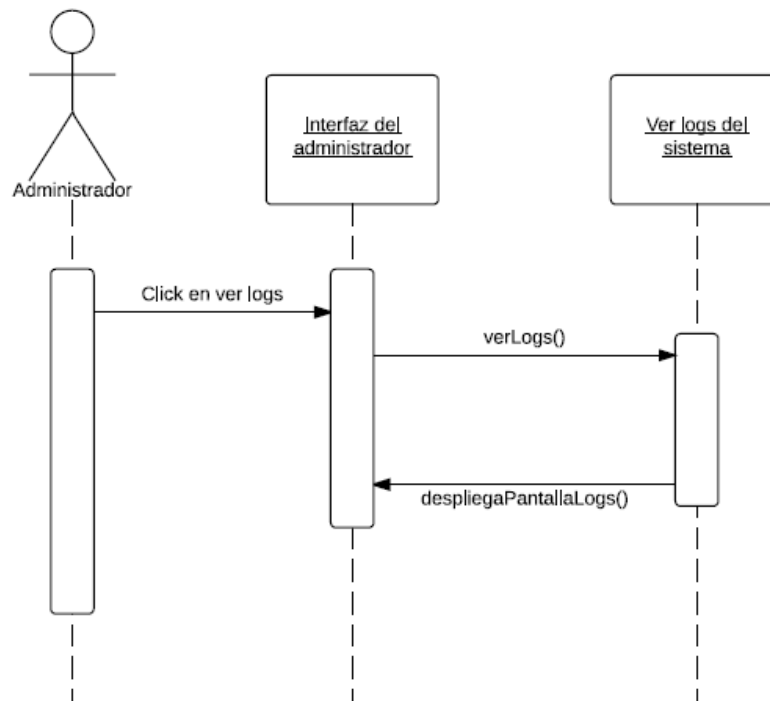 Interfaz del
administrador
Ver logs del
sistema
Administrador
Click en ver logs
verLogs()
despliegaPantallaLogs()